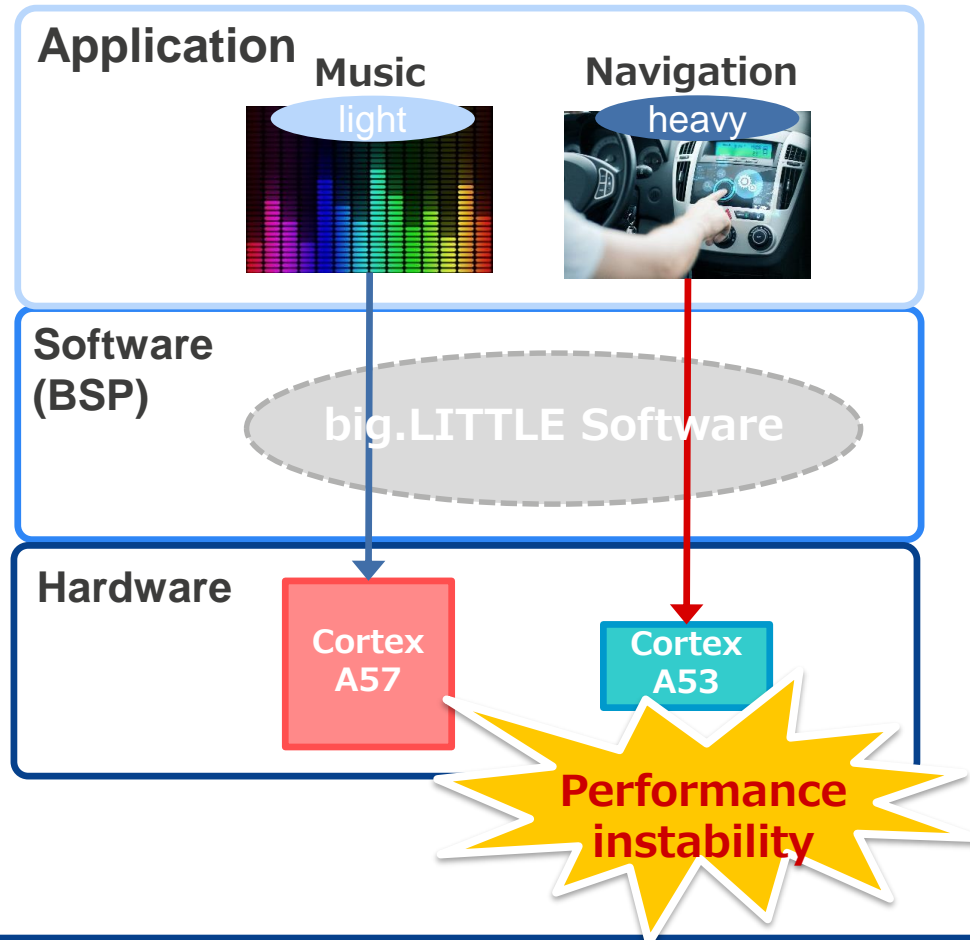 Application
Music
Navigation
light
heavy
Software
(BSP)
big.LITTLE Software
Hardware
Cortex
A57
Cortex
A53
Performance
instability